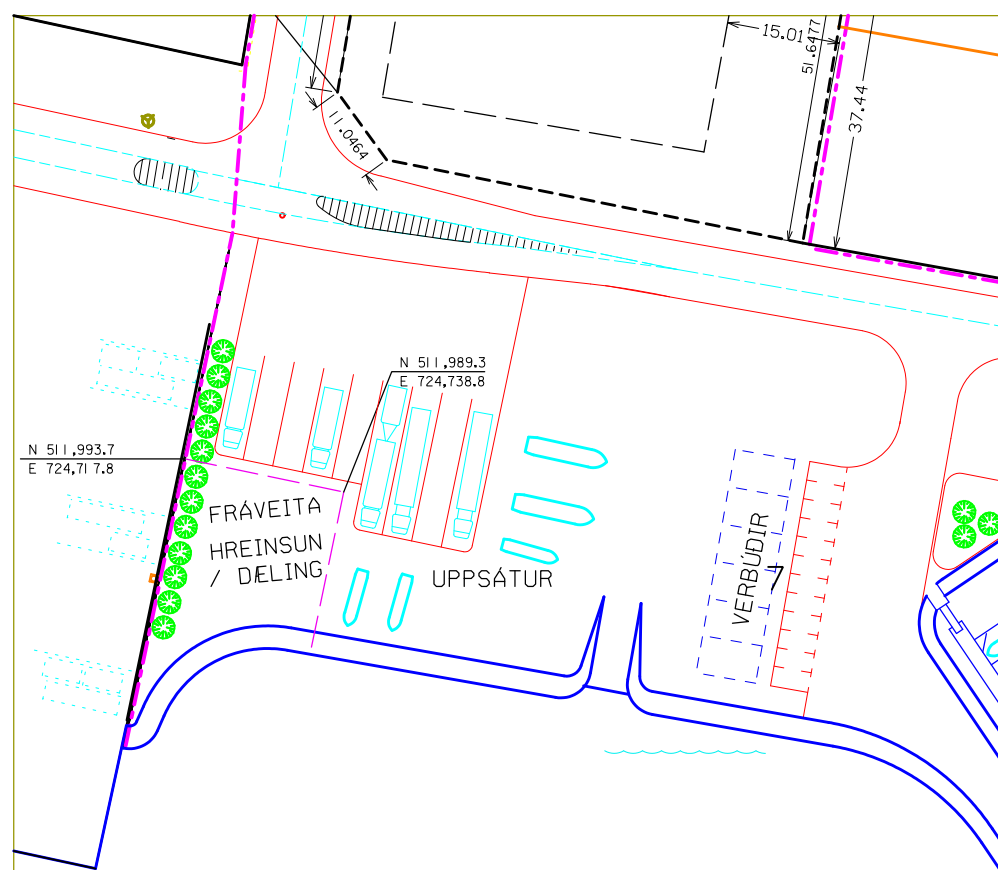 15.01
51.6477
37.44
11.0464
N 511,989.3
E 724,738.8
N 511,993.7
E 724,717.8
FRÁVEITA
HREINSUN
/ DÆLING
UPPSÁTUR
VERBÚÐIR
7